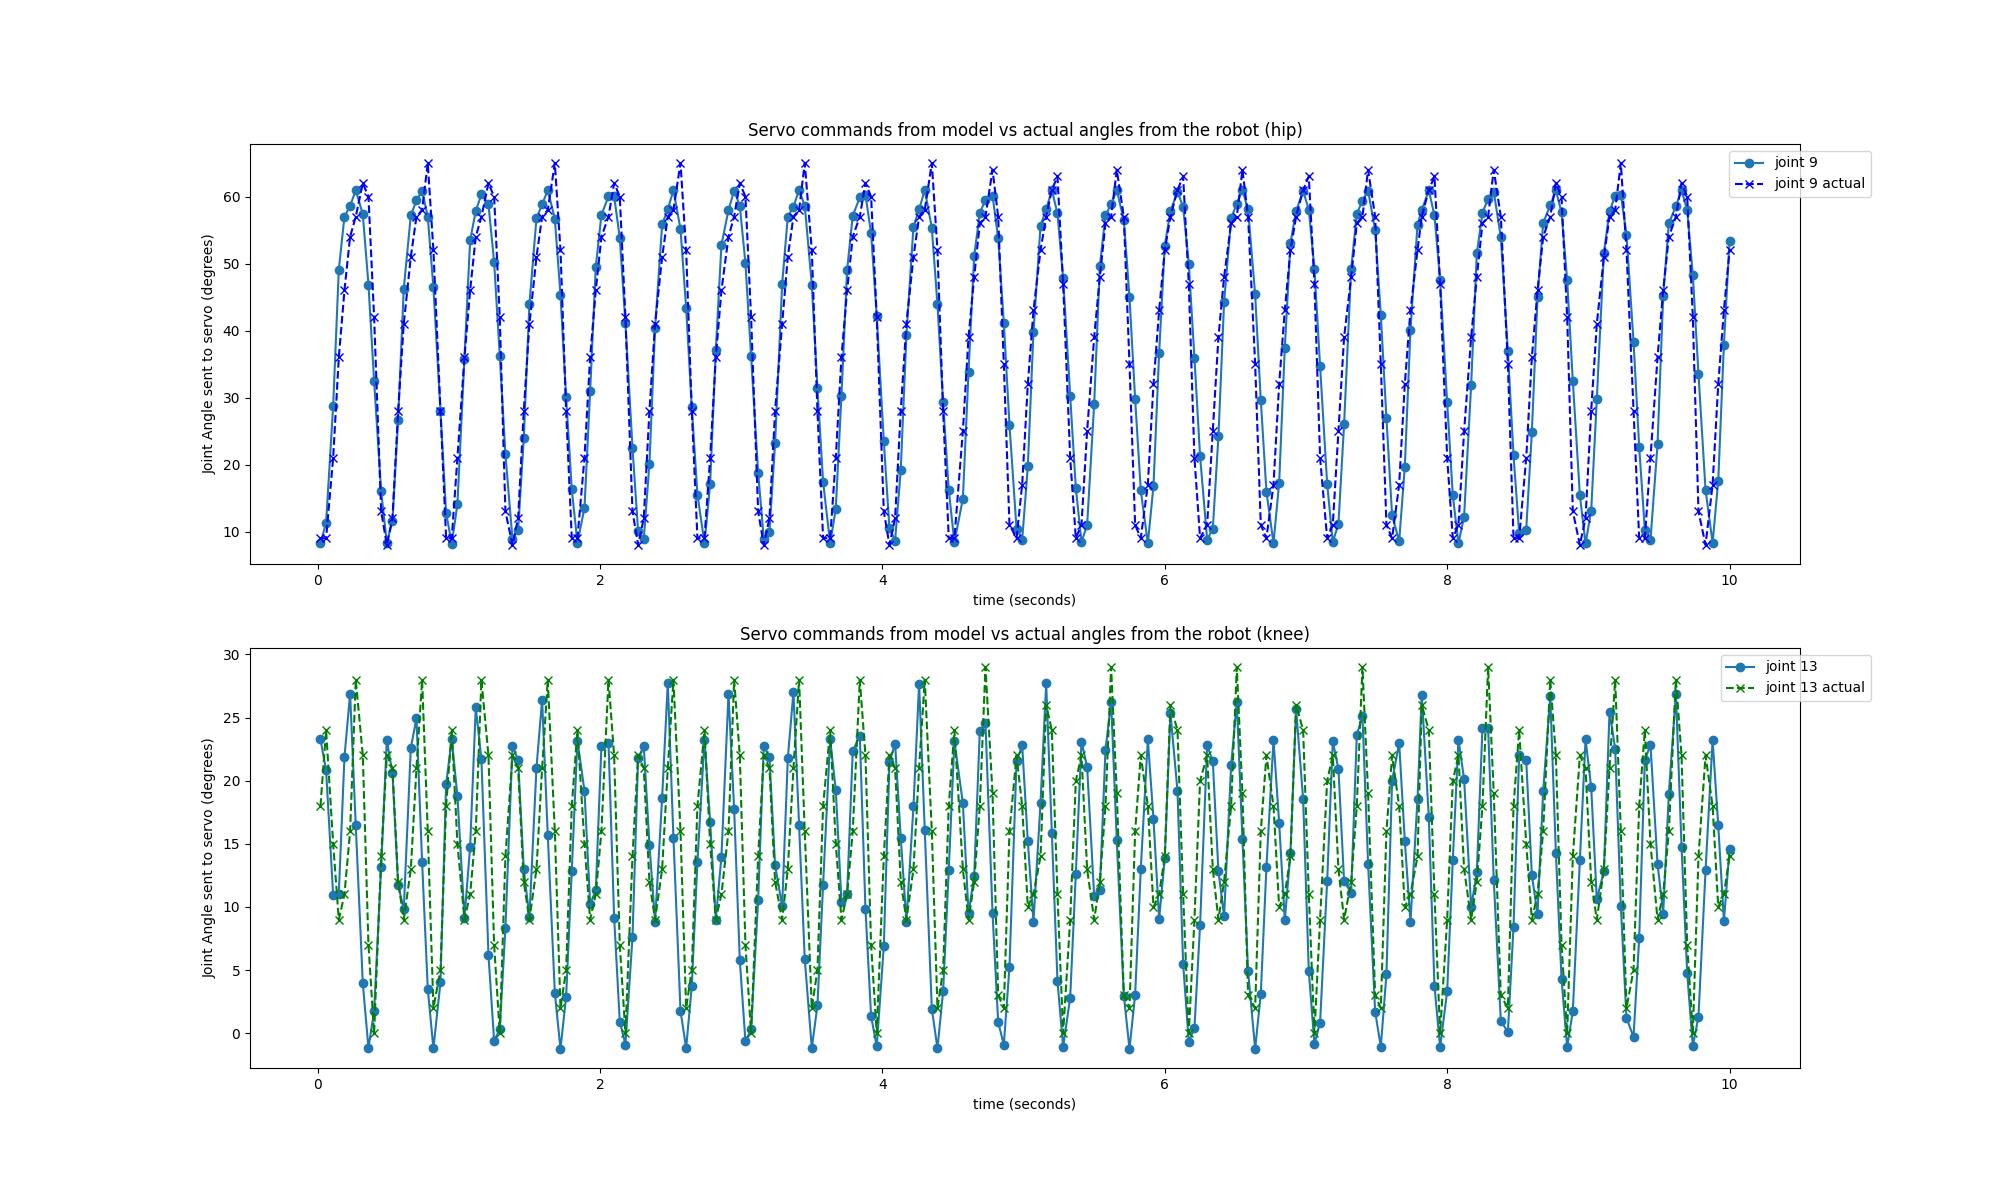 Servo commands from model vs actual angles from the robot (hip)
Joint Angle sent to servo (degrees)
60
50
40
30
20
10
joint 9
joint 9 actual
0 2 4 6 8 10
time (seconds)
Servo commands from model vs actual angles from the robot (knee)
Joint Angle sent to servo (degrees)
30
25
20
15
10
5
0
joint 13
joint 13 actual
0 2 4 6 8 10
time (seconds)